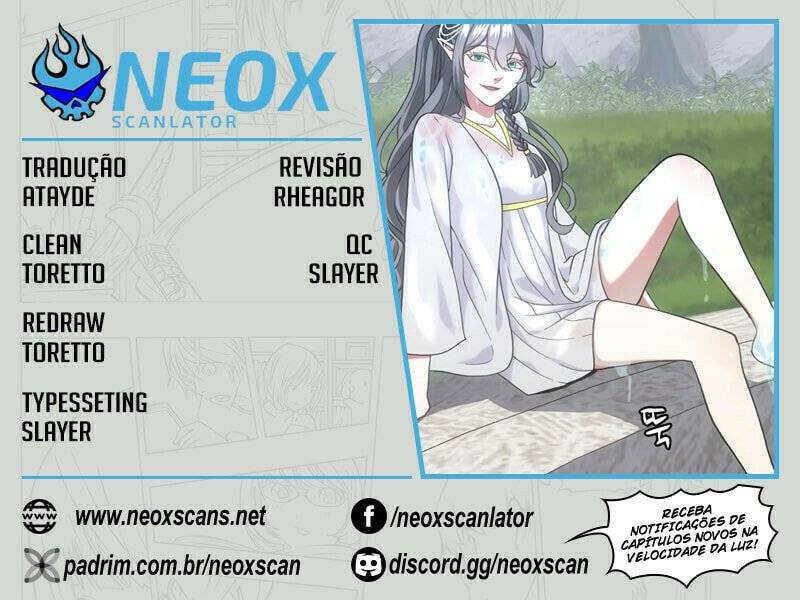 NEOX
SCANLATOR
TRADUÇÃO
ATAYDE
REVISÃO
RHEAGOR
CLEAN
TORETTO
QC
SLAYER
REDRAW
TORETTO
TYPESSETING
SLAYER
뚝
WWW
www.neoxscans.net
f /neoxscanlator
padrim.com.br/neoxscan
discord.gg/neoxscan
RECEBA
NOTIFICAÇÕES DE
CAPÍTULOS NOVOS NA
VELOCIDADE DA LUZ!